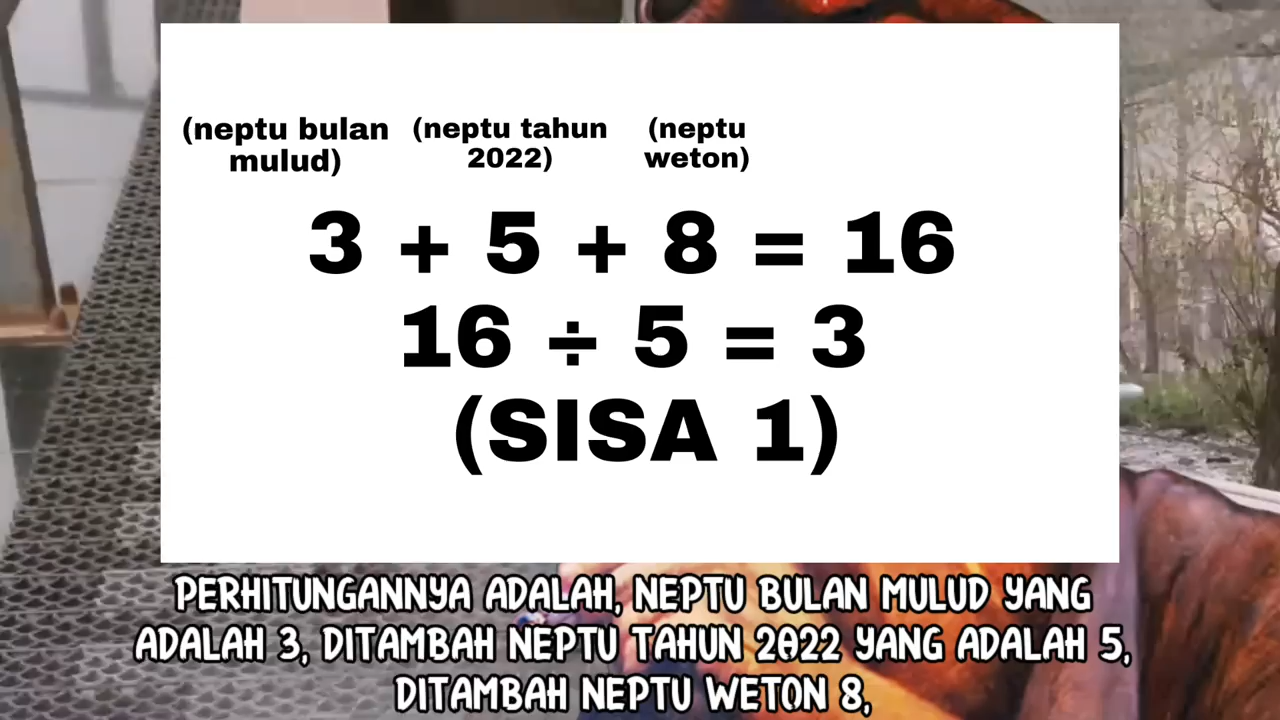 (neptu bulan mulud) (neptu tahun 2022) (neptu weton)
3 + 5 + 8 = 16
16 ÷ 5 = 3
(SISA 1)
PERHITUNGANNYA ADALAH, NEPTU BULAN MULUD YANG
ADALAH 3, DITAMBAH NEPTU TAHUN 2022 YANG ADALAH 5,
DITAMBAH NEPTU WETON 8,